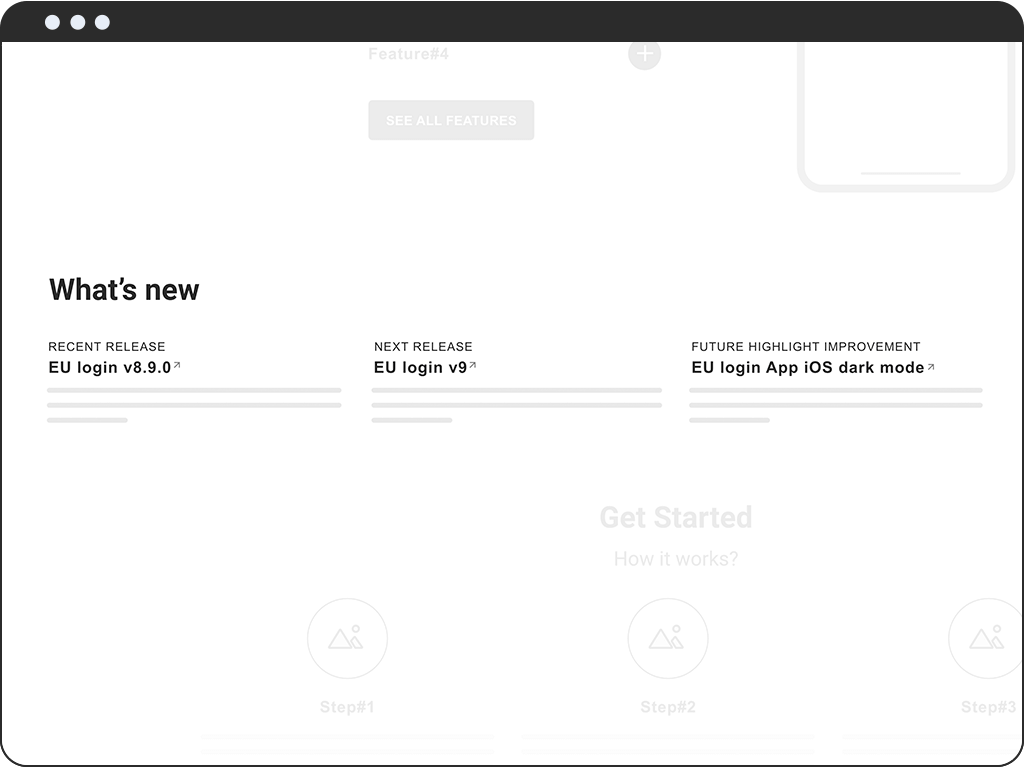 Feature#4
SEE ALL FEATURES
What’s new
RECENT RELEASE
EU login v8.9.0
NEXT RELEASE
EU login v9
FUTURE HIGHLIGHT IMPROVEMENT
EU login App iOS dark mode
Get Started
How it works?
Step#1
Step#2
Step#3